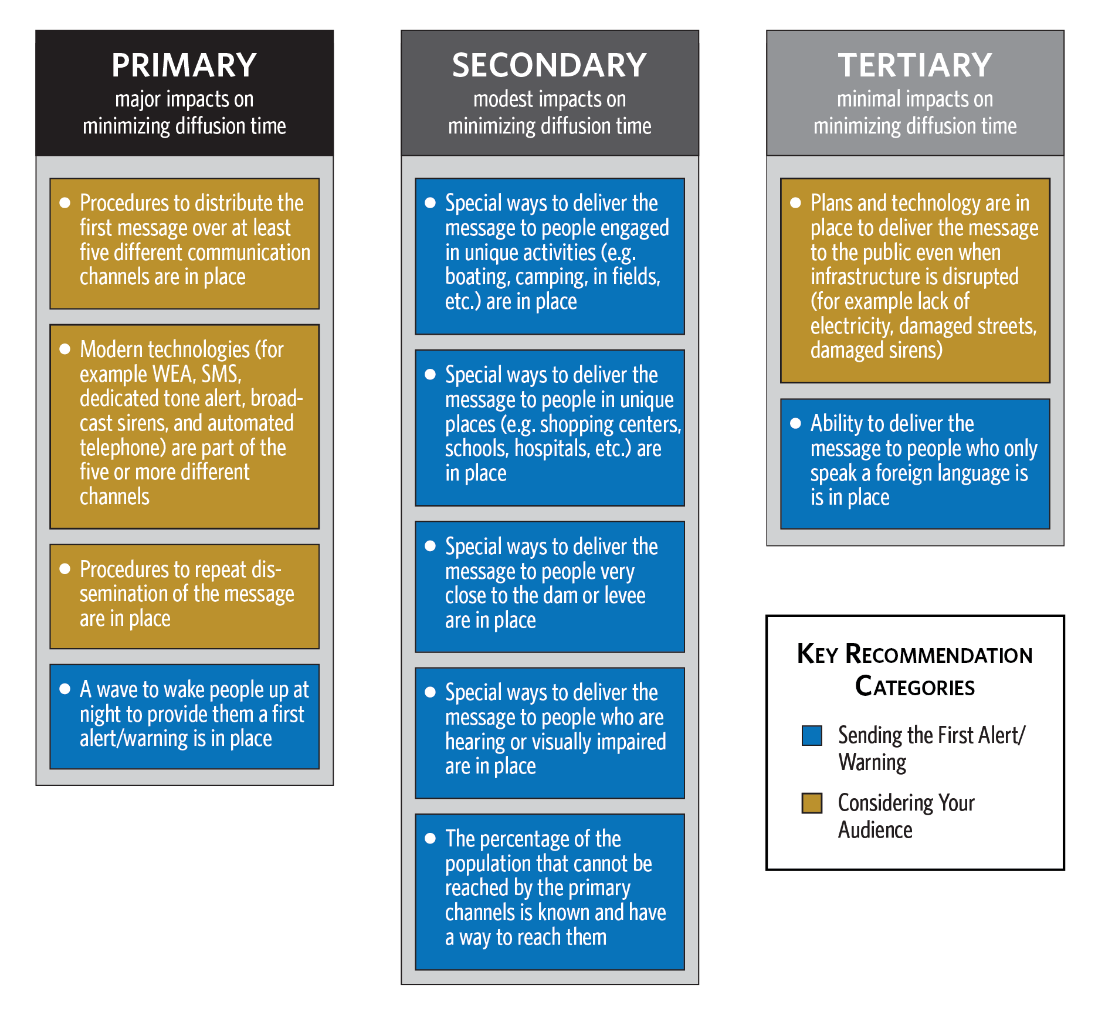 PRIMARY
major impacts on
minimizing diffusion time
• Procedures to distribute the
first message over at least
five different communication
channels are in place
• Modern technologies (for
example WEA, SMS,
dedicated tone alert, broad-
cast sirens, and automated
telephone) are part of the
five or more different
channels
• Procedures to repeat dis-
semination of the message
are in place
• A wave to wake people up at
night to provide them a first
alert/warning is in place
SECONDARY
modest impacts on
minimizing diffusion time
• Special ways to deliver the
message to people engaged
in unique activities (e.g.
boating, camping, in fields,
etc.) are in place
• Special ways to deliver the
message to people in unique
places (e.g. shopping centers,
schools, hospitals, etc.) are
in place
• Special ways to deliver the
message to people very
close to the dam or levee
are in place
• Special ways to deliver the
message to people who are
hearing or visually impaired
are in place
• The percentage of the
population that cannot be
reached by the primary
channels is known and have
a way to reach them
TERTIARY
minimal impacts on
minimizing diffusion time
• Plans and technology are in
place to deliver the message
to the public even when
infrastructure is disrupted
(for example lack of
electricity, damaged streets,
damaged sirens)
• Ability to deliver the
message to people who only
speak a foreign language is
is in place
KEY RECOMMENDATION
CATEGORIES
Sending the First Alert/
Warning
Considering Your
Audience